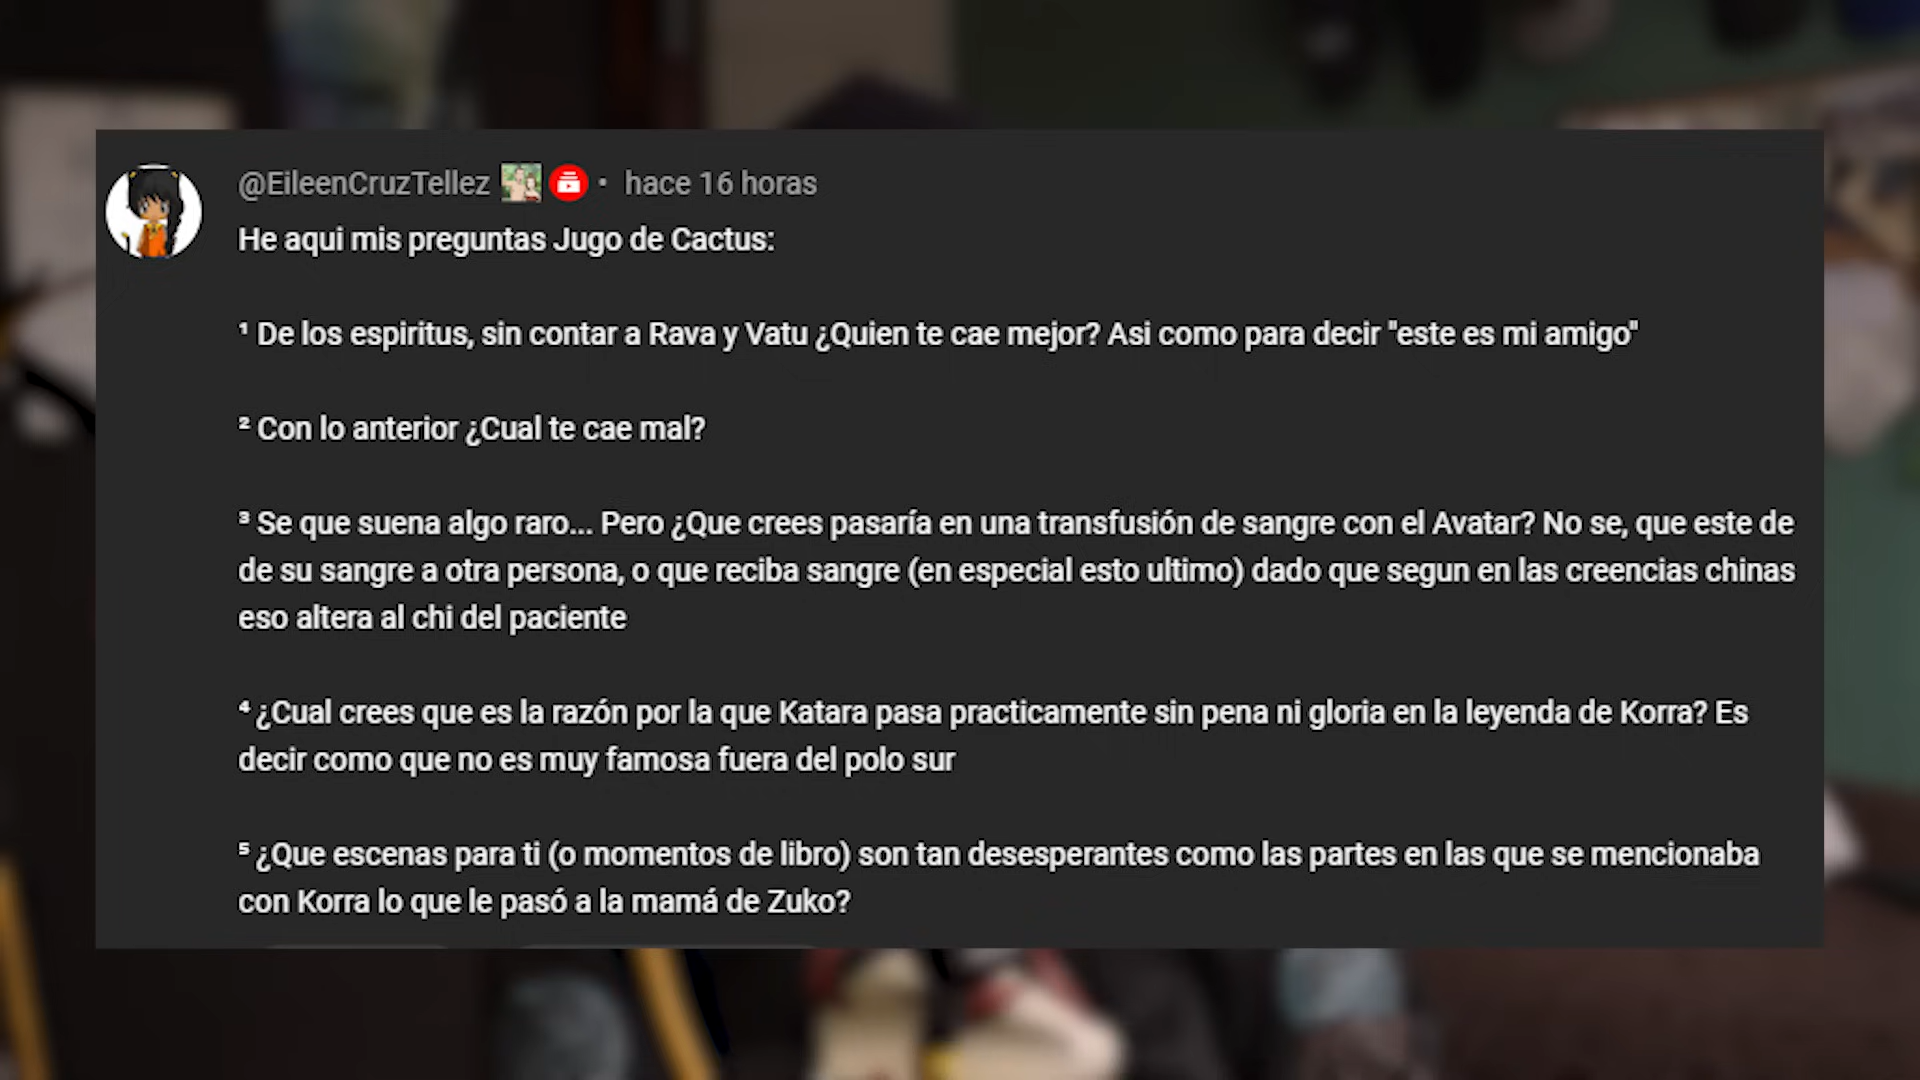 @EileenCruzTellez • hace 16 horas
He aqui mis preguntas Jugo de Cactus:
¹ De los espiritus, sin contar a Rava y Vatu ¿Quien te cae mejor? Asi como para decir "este es mi amigo"
² Con lo anterior ¿Cual te cae mal?
³ Se que suena algo raro... Pero ¿Que crees pasaría en una transfusión de sangre con el Avatar? No se, que este de
de su sangre a otra persona, o que reciba sangre (en especial esto ultimo) dado que segun en las creencias chinas
eso altera al chi del paciente
⁴ ¿Cual crees que es la razón por la que Katara pasa practicamente sin pena ni gloria en la leyenda de Korra? Es
decir como que no es muy famosa fuera del polo sur
⁵ ¿Que escenas para ti (o momentos de libro) son tan desesperantes como las partes en las que se mencionaba
con Korra lo que le pasó a la mamá de Zuko?